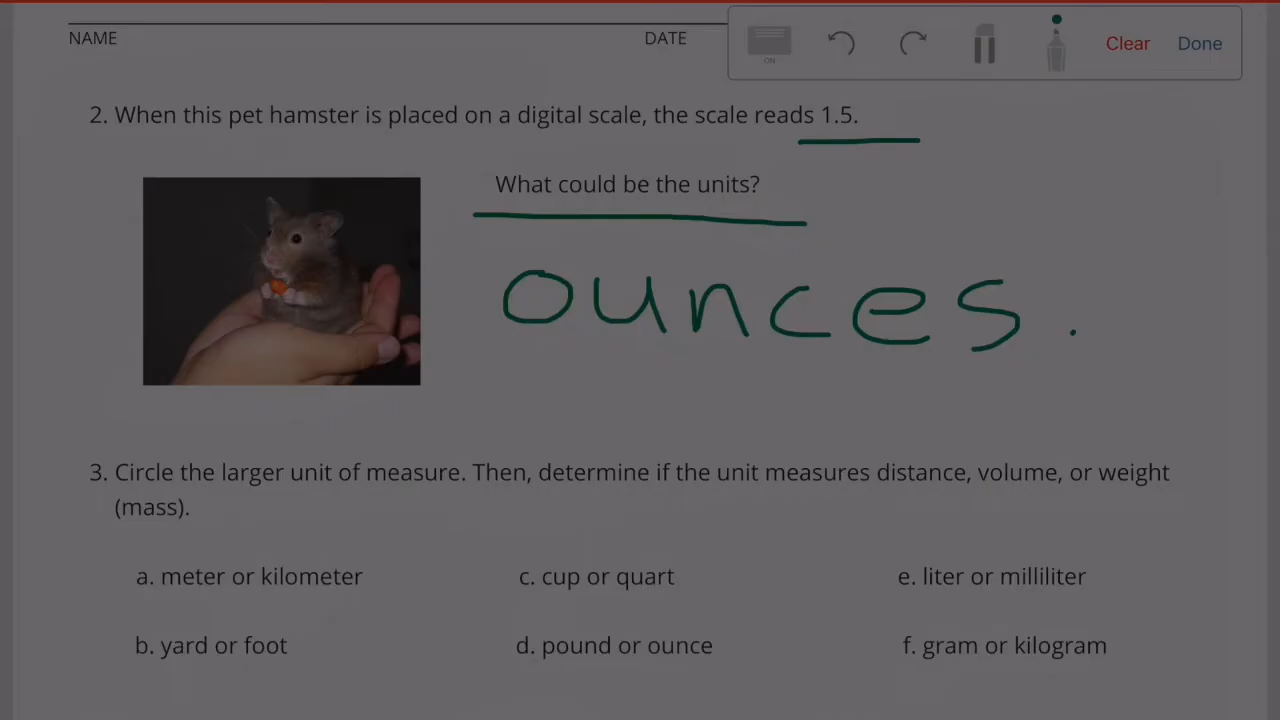 NAME DATE
ON
Clear Done
2. When this pet hamster is placed on a digital scale, the scale reads 1.5.
What could be the units?
ounces.
3. Circle the larger unit of measure. Then, determine if the unit measures distance, volume, or weight
(mass).
a. meter or kilometer c. cup or quart e. liter or milliliter
b. yard or foot d. pound or ounce f. gram or kilogram